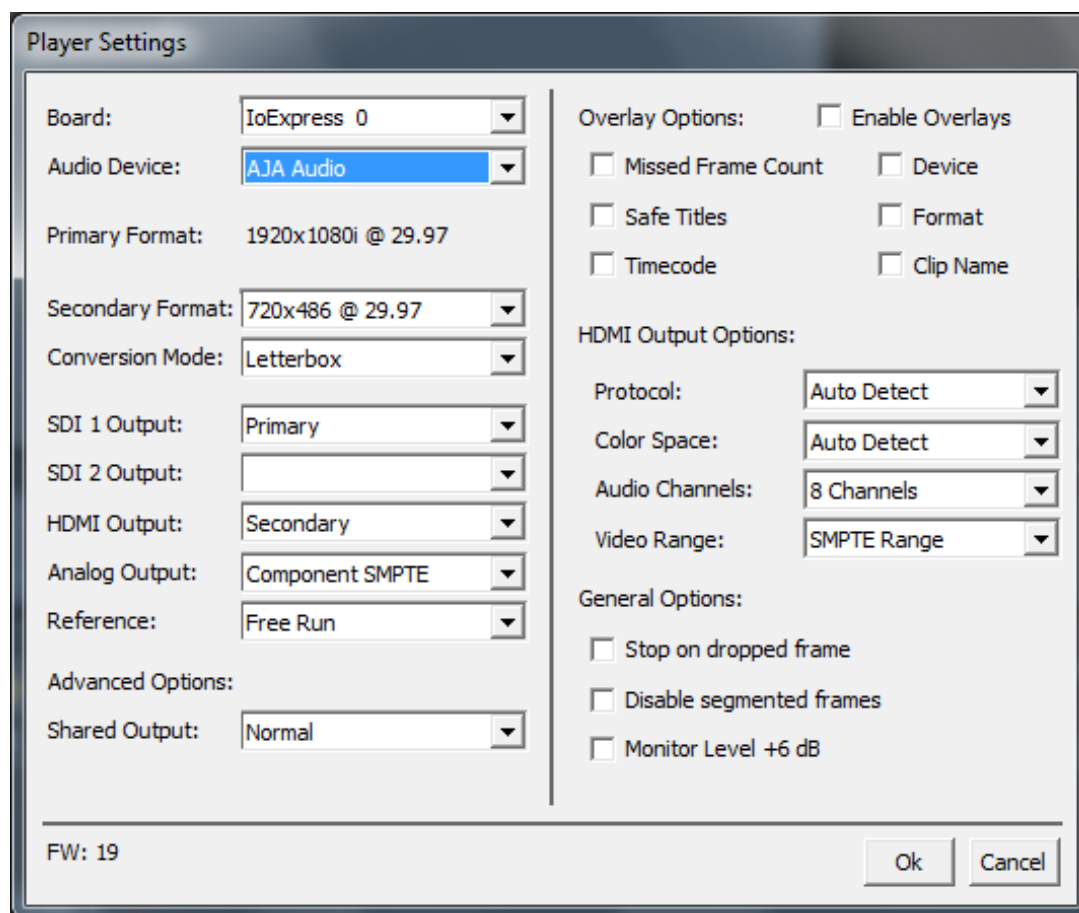 Player Settings
Board: IoExpress 0
Audio Device: AJA Audio
Primary Format: 1920x1080i @ 29.97
Secondary Format: 720x486 @ 29.97
Conversion Mode: Letterbox
SDI 1 Output: Primary
SDI 2 Output:
HDMI Output: Secondary
Analog Output: Component SMPTE
Reference: Free Run
Advanced Options:
Shared Output: Normal
Overlay Options: Enable Overlays
Missed Frame Count Device
Safe Titles Format
Timecode Clip Name
HDMI Output Options:
Protocol: Auto Detect
Color Space: Auto Detect
Audio Channels: 8 Channels
Video Range: SMPTE Range
General Options:
Stop on dropped frame
Disable segmented frames
Monitor Level +6 dB
FW: 19
Ok Cancel